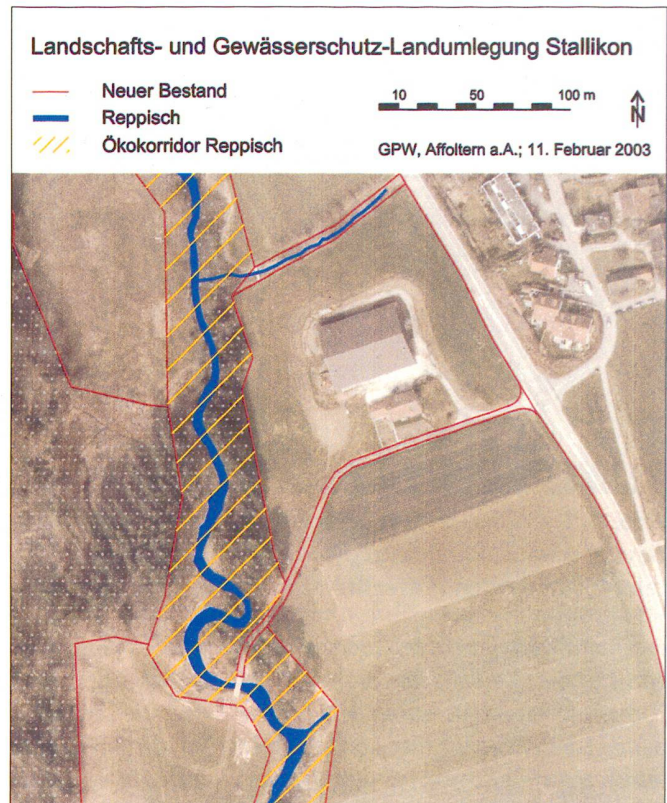 Landschafts- und Gewässerschutz-Landumlegung Stallikon
Neuer Bestand
Reppisch
Ökokorridor Reppisch
10 50 100 m
N
GPW, Affoltern a.A.; 11. Februar 2003